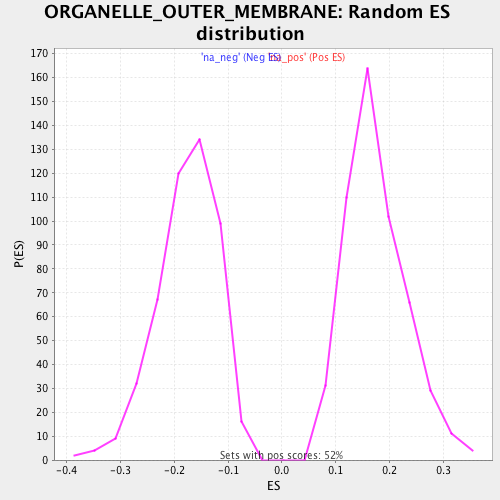 ORGANELLE_OUTER_MEMBRANE: Random ES
distribution
'na_neg' (Neg ES) 'na_pos' (Pos ES)
170
160
150
140
130
120
110
100
90
80
70
60
50
40
30
20
10
0
P(ES)
Sets with pos scores: 52%
-0.4 -0.3 -0.2 -0.1 0.0 0.1 0.2 0.3
ES